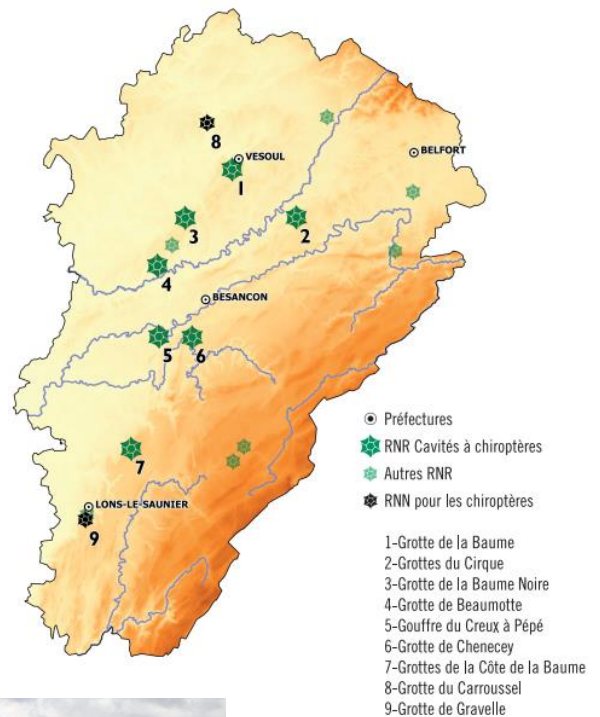 8
VESOUL
BELFORT
1
3
2
4
BESANCON
5
6
7
LONS-LE-SAUNIER
9
Préfectures
RNR Cavités à chiroptères
Autres RNR
RNN pour les chiroptères
1-Grotte de la Baume
2-Grottes du Cirque
3-Grotte de la Baume Noire
4-Grotte de Beaumotte
5-Gouffre du Creux à Pépé
6-Grotte de Chenecey
7-Grottes de la Côte de la Baume
8-Grotte du Carroussel
9-Grotte de Gravelle